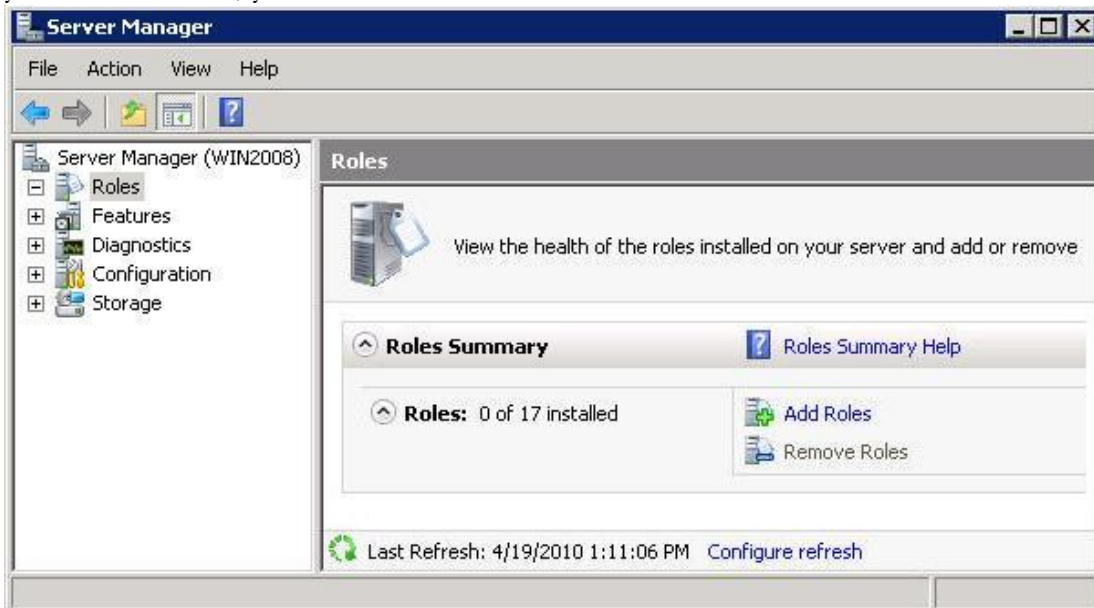 Server Manager
File Action View Help
Server Manager (WIN2008)
Roles
Features
Diagnostics
Configuration
Storage
Roles
View the health of the roles installed on your server and add or remove
Roles Summary
Roles Summary Help
Roles: 0 of 17 installed
Add Roles
Remove Roles
Last Refresh: 4/19/2010 1:11:06 PM Configure refresh